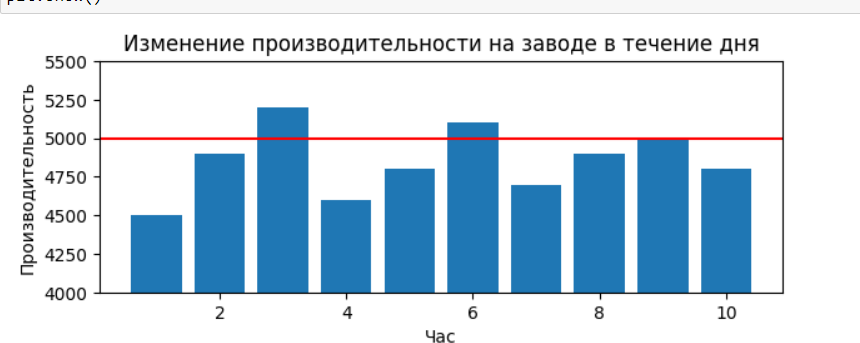 Изменение производительности на заводе в течение дня
5500
5250
5000
4750
4500
4250
4000
Производительность
2 4 6 8 10
Час